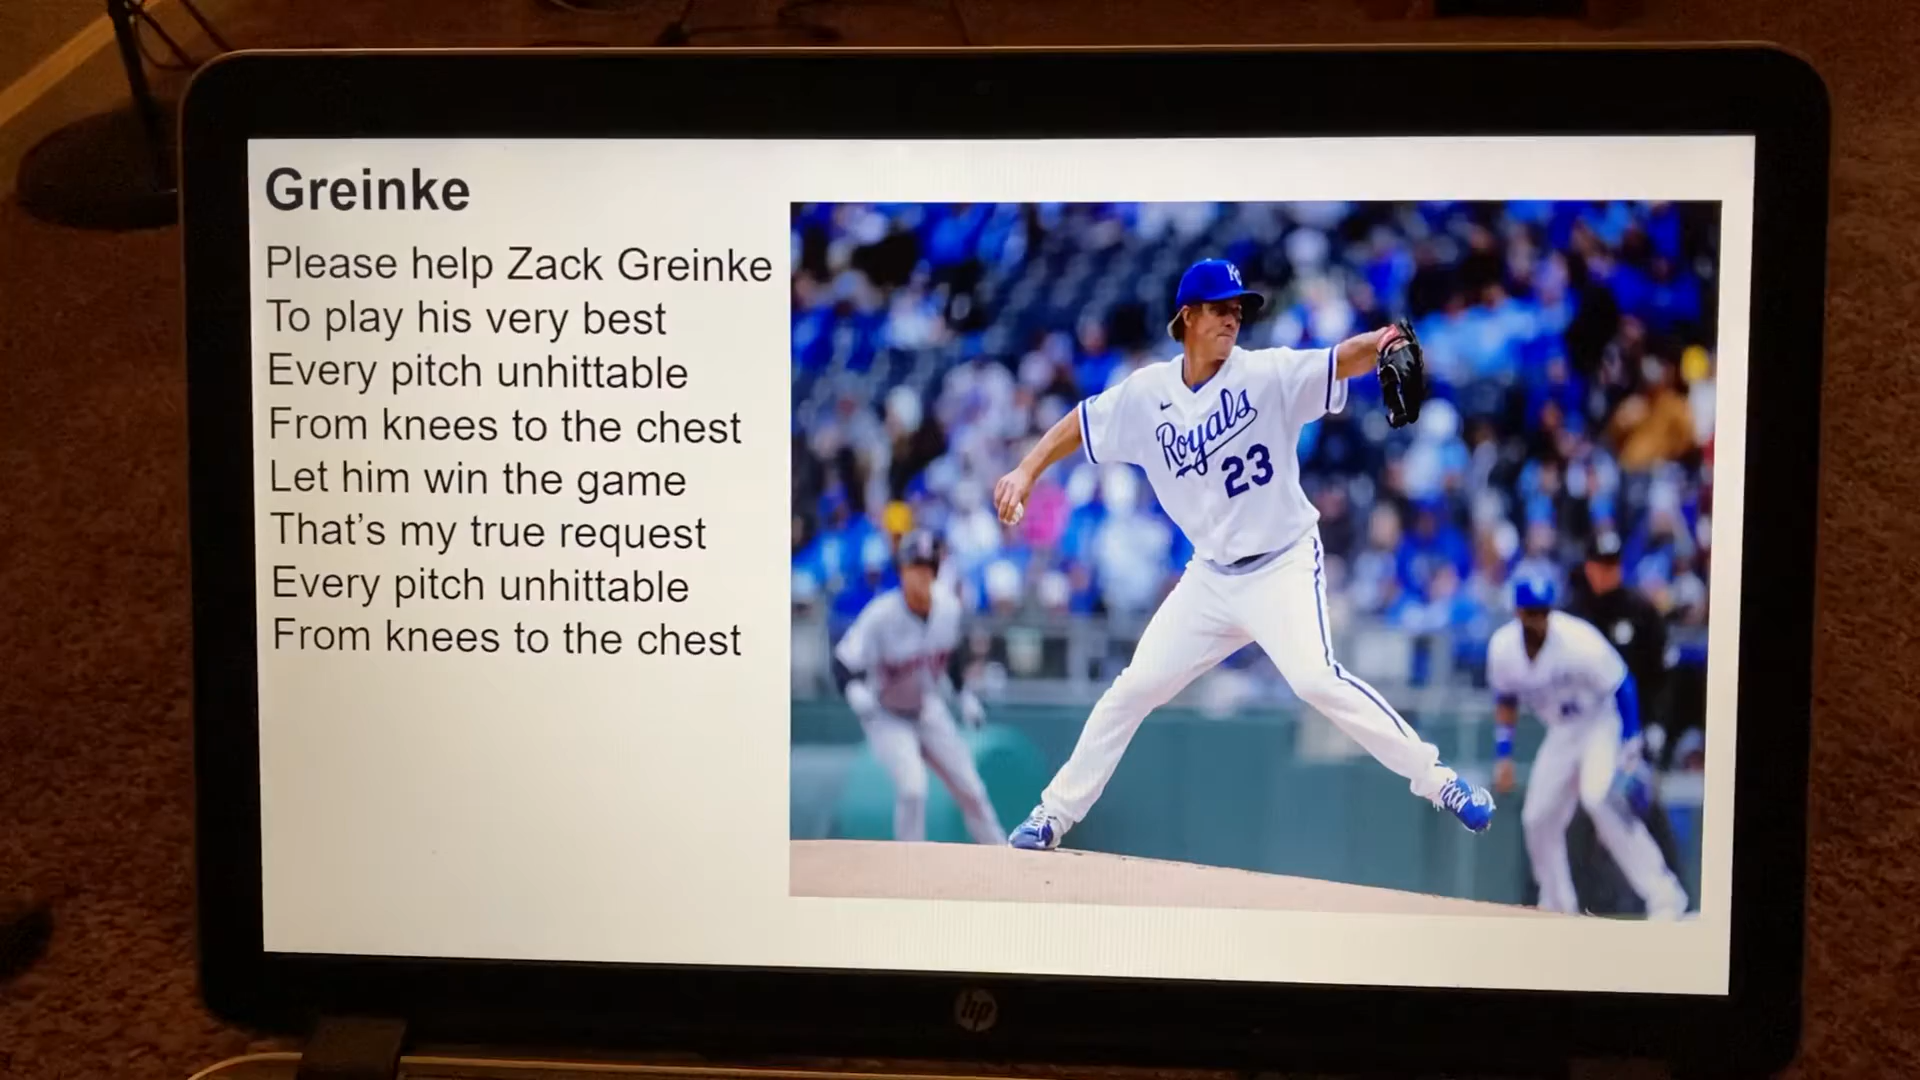 Greinke
Please help Zack Greinke
To play his very best
Every pitch unhittable
From knees to the chest
Let him win the game
That's my true request
Every pitch unhittable
From knees to the chest
KC
Royals
23
hp